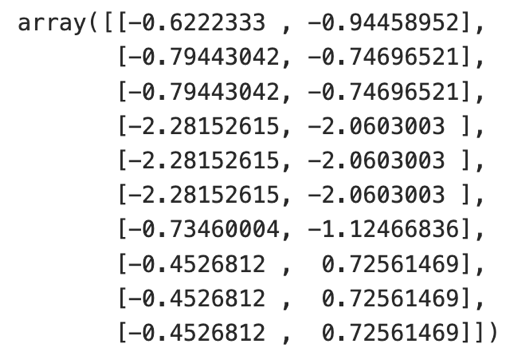 array([[-0.6222333 , -0.94458952],
       [-0.79443042, -0.74696521],
       [-0.79443042, -0.74696521],
       [-2.28152615, -2.0603003 ],
       [-2.28152615, -2.0603003 ],
       [-2.28152615, -2.0603003 ],
       [-0.73460004, -1.12466836],
       [-0.4526812 ,  0.72561469],
       [-0.4526812 ,  0.72561469],
       [-0.4526812 ,  0.72561469]])